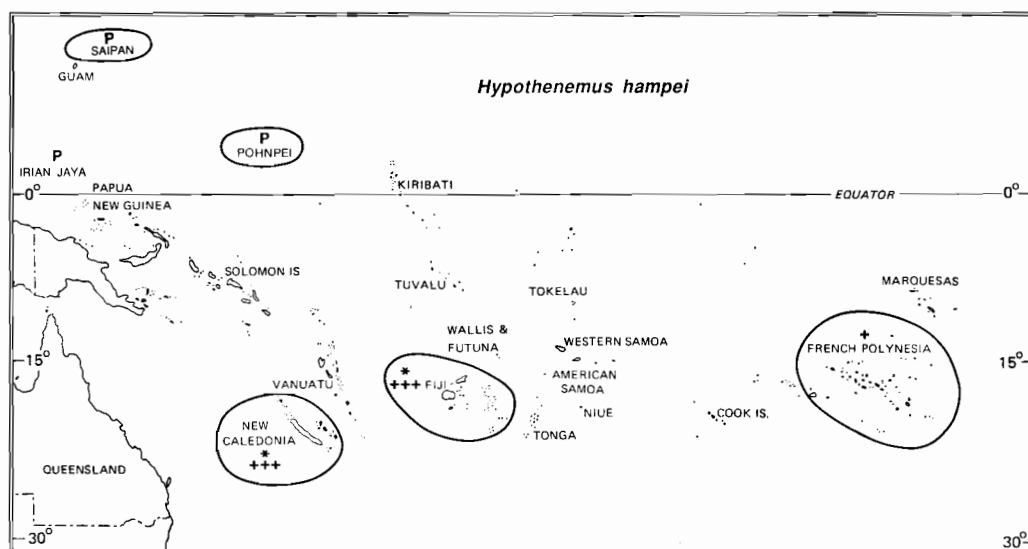 P
SAIPAN
GUAM
Hypothenemus hampei
P
POHNPEI
P
IRIAN JAYA
PAPUA
NEW GUINEA
KIRIBATI
0°
EQUATOR
0°
SOLOMON IS
TUVALU
TOKELAU
MARQUESAS
WALLIS &
FUTUNA
WESTERN SAMOA
+
FRENCH POLYNESIA
15°
15°
VANUATU
*
+++ FIJI
AMERICAN
SAMOA
NIUE
COOK IS.
TONGA
NEW
CALEDONIA
*
+++
QUEENSLAND
30°
30°